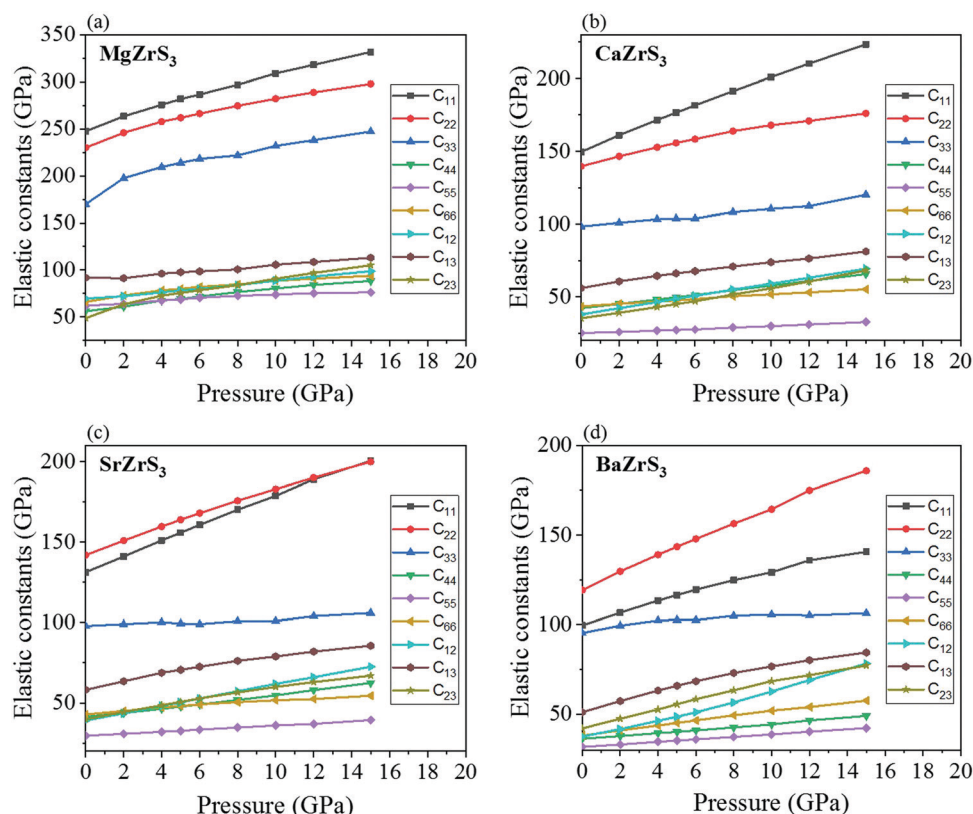 (a)
MgZrS3
350
300
250
200
150
100
50
Elastic constants (GPa)
C11
C22
C33
C44
C55
C66
C12
C13
C23
0 2 4 6 8 10 12 14 16 18 20
Pressure (GPa)
(b)
CaZrS3
200
150
100
50
Elastic constants (GPa)
C11
C22
C33
C44
C55
C66
C12
C13
C23
0 2 4 6 8 10 12 14 16 18 20
Pressure (GPa)
(c)
SrZrS3
200
150
100
50
Elastic constants (GPa)
C11
C22
C33
C44
C55
C66
C12
C13
C23
0 2 4 6 8 10 12 14 16 18 20
Pressure (GPa)
(d)
BaZrS3
200
150
100
50
Elastic constants (GPa)
C11
C22
C33
C44
C55
C66
C12
C13
C23
0 2 4 6 8 10 12 14 16 18 20
Pressure (GPa)